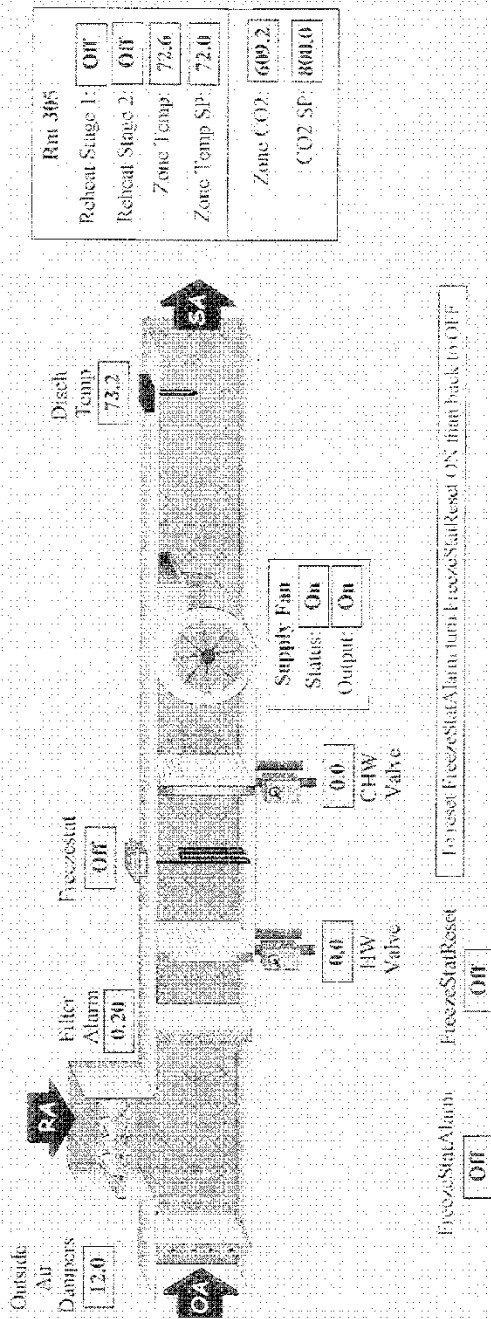 Outside
Air
Dampers
12.0
RA
OA
Filter
Alarm
0.20
Freezestat
Off
Disch
Temp
73.2
SA
0.0
HW
Valve
0.0
CHW
Valve
Supply Fan
Status: On
Output: On
FreezeStatAlarm
Off
FreezeStatReset
Off
To reset FreezeStatAlarm turn FreezeStatReset ON than back to OFF
Rm 305
Reheat Stage 1: Off
Reheat Stage 2: Off
Zone Temp 72.6
Zone Temp SP: 72.0
Zone CO2: 609.2
CO2 SP: 800.0